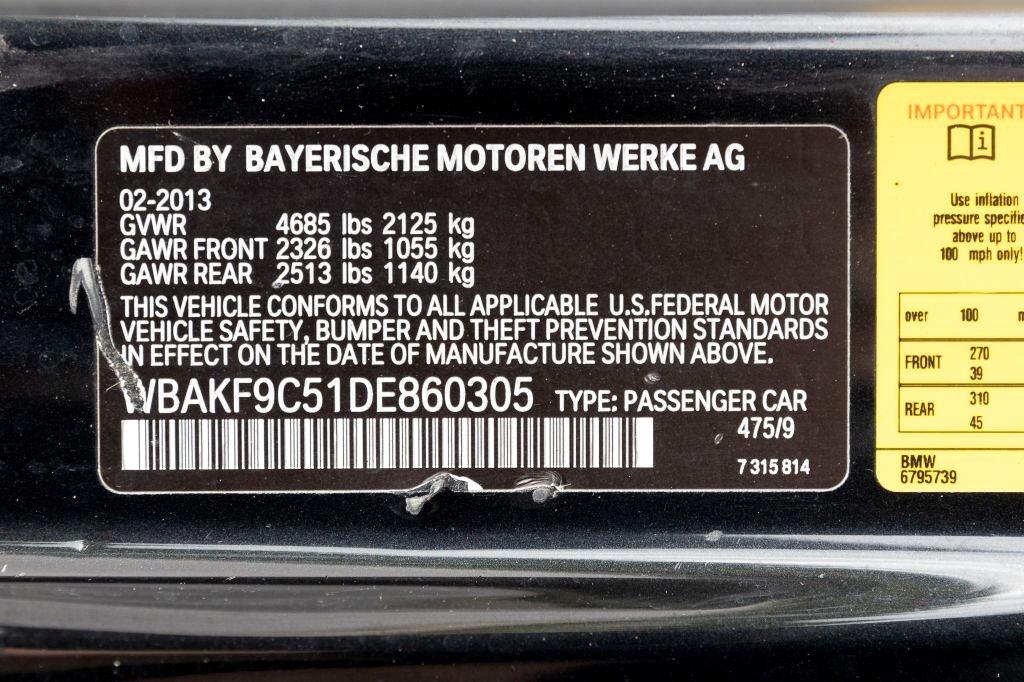 MFD BY BAYERISCHE MOTOREN WERKE AG
02-2013
GVWR 4685 lbs 2125 kg
GAWR FRONT 2326 lbs 1055 kg
GAWR REAR 2513 lbs 1140 kg
THIS VEHICLE CONFORMS TO ALL APPLICABLE U.S.FEDERAL MOTOR
VEHICLE SAFETY, BUMPER AND THEFT PREVENTION STANDARDS
IN EFFECT ON THE DATE OF MANUFACTURE SHOWN ABOVE.
WBAKF9C51DE860305 TYPE: PASSENGER CAR
475/9
7 315 814
IMPORTANT
i
Use inflation
pressure
above up to
100 mph only!
over 100
FRONT 270
39
REAR 310
45
BMW
6795739